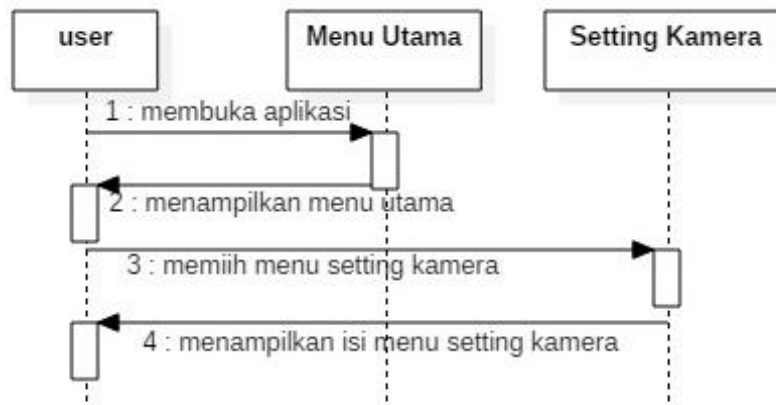 user
Menu Utama
Setting Kamera
1 : membuka aplikasi
2 : menampilkan menu utama
3 : memiih menu setting kamera
4 : menampilkan isi menu setting kamera